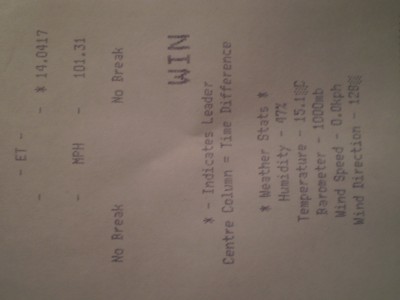 - ET -
- - * 14.0417
- MPH - 101.31
No Break No Break
WIN
* - Indicates Leader
Centre Column = Time Difference
* Weather Stats *
Humidity - 47%
Temperature - 15.1°C
Barometer - 1000mb
Wind Speed - 0.0kph
Wind Direction - 128°